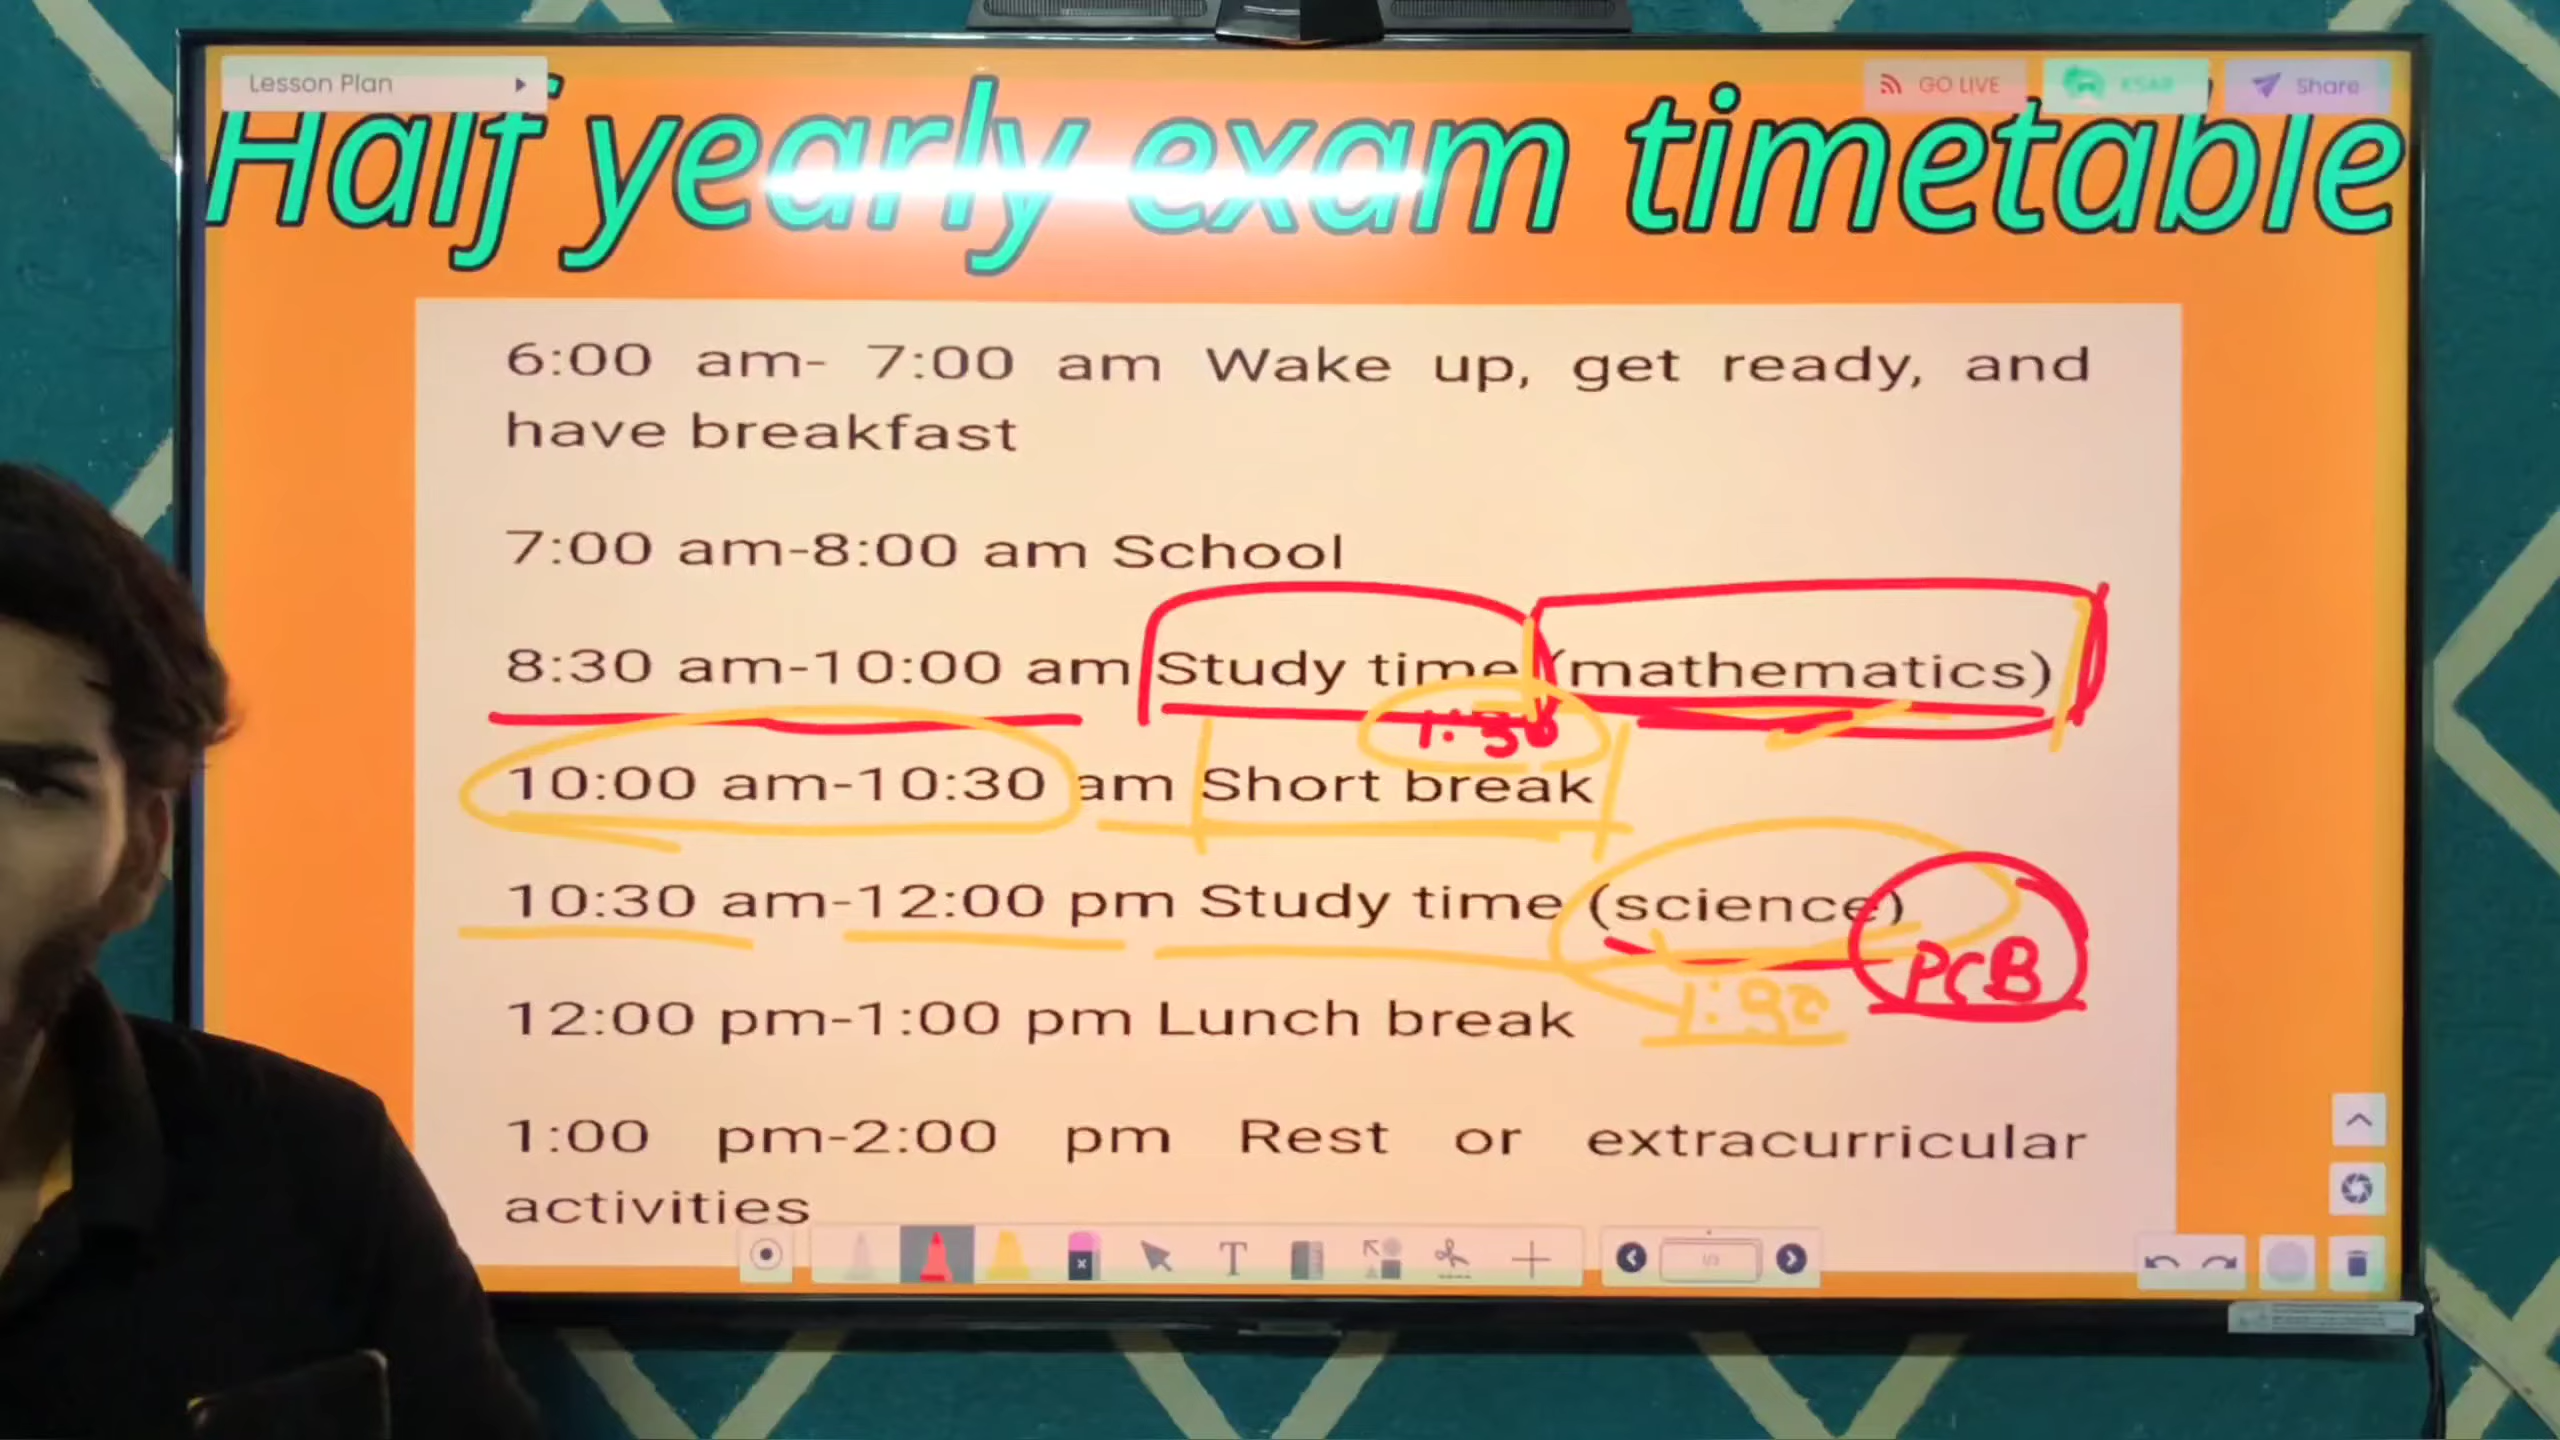 Lesson Plan
GO LIVE
Share
Half yearly exam timetable
6:00 am- 7:00 am Wake up, get ready, and
have breakfast
7:00 am-8:00 am School
8:30 am-10:00 am Study time (mathematics)
1:30
10:00 am-10:30 am Short break
10:30 am-12:00 pm Study time (science)
PCB
1:30
12:00 pm-1:00 pm Lunch break
1:00 pm-2:00 pm Rest or extracurricular
activities
T